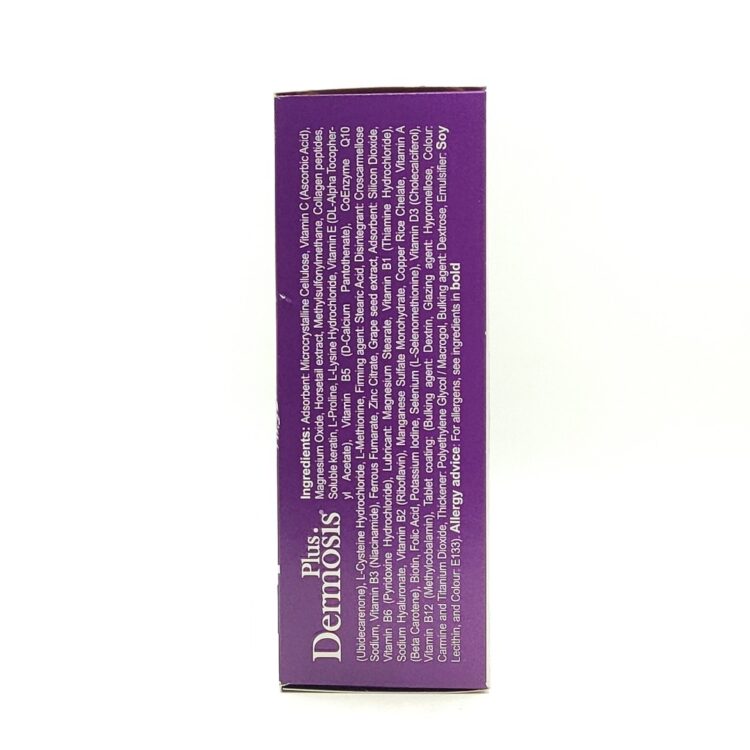 Plus
Dermosis®
Ingredients: Adsorbent: Microcrystalline Cellulose, Vitamin C (Ascorbic Acid),
Magnesium Oxide, Horsetail extract, Methylsulfonylmethane, Collagen peptides,
Soluble keratin, L-Proline, L-Lysine Hydrochloride, Vitamin E (DL-Alpha Tocopher-
yl Acetate), Vitamin B5 (D-Calcium Pantothenate), CoEnzyme Q10
(Ubidecarenone), L-Cysteine Hydrochloride, L-Methionine, Firming agent: Stearic Acid, Disintegrant: Croscarmellose
Sodium, Vitamin B3 (Niacinamide), Ferrous Fumarate, Zinc Citrate, Grape seed extract, Adsorbent: Silicon Dioxide,
Vitamin B6 (Pyridoxine Hydrochloride), Lubricant: Magnesium Stearate, Vitamin B1 (Thiamine Hydrochloride),
Sodium Hyaluronate, Vitamin B2 (Riboflavin), Manganese Sulfate Monohydrate, Copper Rice Chelate, Vitamin A
(Beta Carotene), Biotin, Folic Acid, Potassium Iodine, Selenium (L-Selenomethionine), Vitamin D3 (Cholecalciferol),
Vitamin B12 (Methylcobalamin), Tablet coating: (Bulking agent: Dextrin, Glazing agent: Hypromellose, Colour:
Carmine and Titanium Dioxide, Thickener: Polyethylene Glycol / Macrogol, Bulking agent: Dextrose, Emulsifier: Soy
Lecithin, and Colour: E133). Allergy advice: For allergens, see ingredients in bold